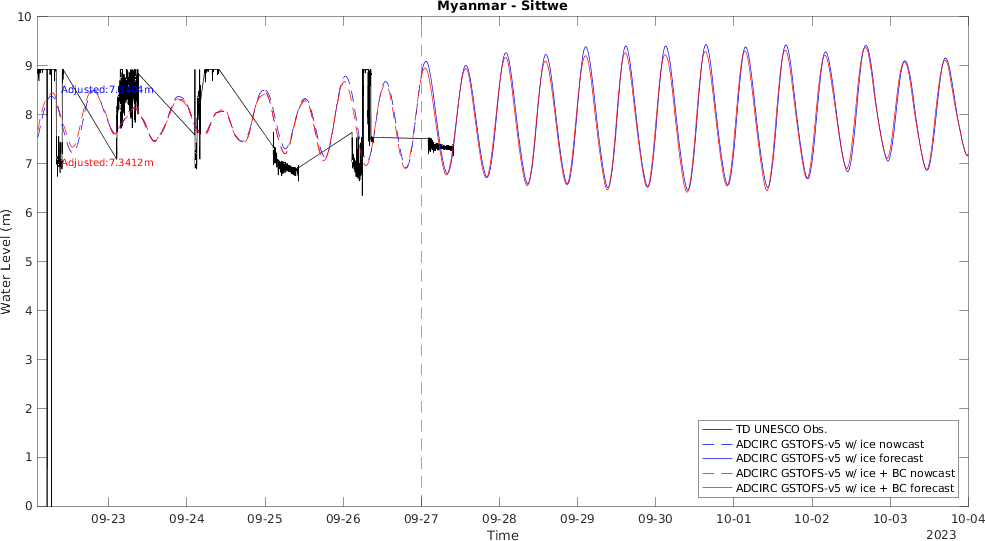 Myanmar - Sittwe
Water Level (m)
10
9
8
7
6
5
4
3
2
1
0
Adjusted:7.3412m
09-23
09-24
09-25
09-26
09-27
09-28
09-29
09-30
10-01
10-02
10-03
10-04
Time
2023
TD UNESCO Obs.
ADCIRC GSTOFS-v5 w/ ice nowcast
ADCIRC GSTOFS-v5 w/ ice forecast
ADCIRC GSTOFS-v5 w/ ice + BC nowcast
ADCIRC GSTOFS-v5 w/ ice + BC forecast